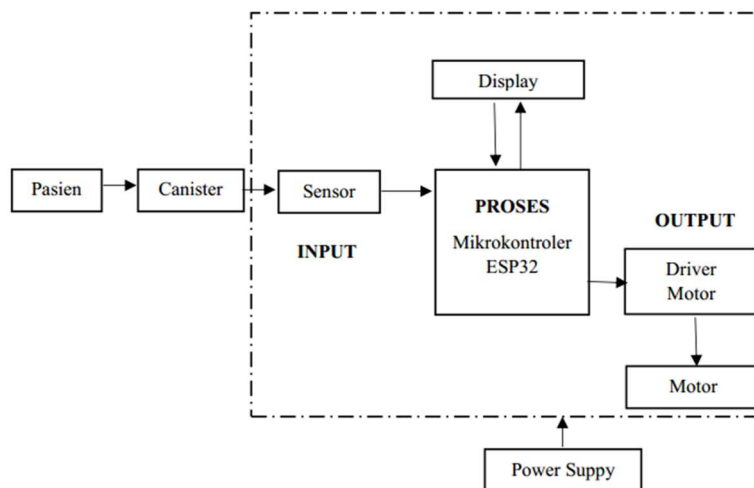 Display
Pasien
Canister
Sensor
INPUT
PROSES
Mikrokontroler
ESP32
OUTPUT
Driver
Motor
Motor
Power Suppy